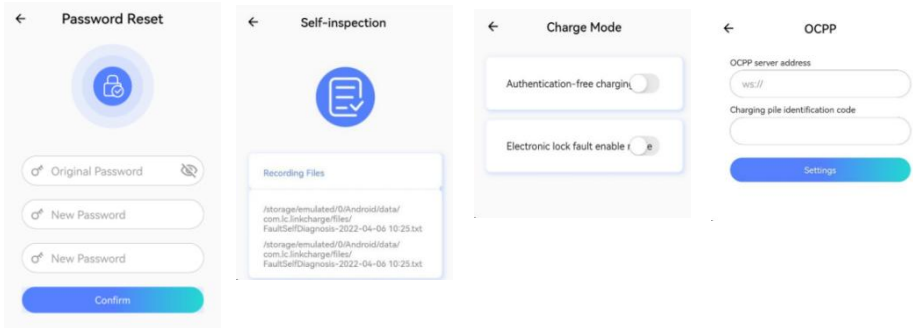 Password Reset
Original Password
New Password
New Password
Confirm
Self-inspection
Recording Files
/storage/emulated/0/Android/data/
com.lc.linkcharge/files/
FaultSelfDiagnosis-2022-04-06 10:25.txt
/storage/emulated/0/Android/data/
com.lc.linkcharge/files/
FaultSelfDiagnosis-2022-04-06 10:25.txt
Charge Mode
Authentication-free charging
Electronic lock fault enable
OCPP
OCPP server address
ws://
Charging pile identification code
Settings